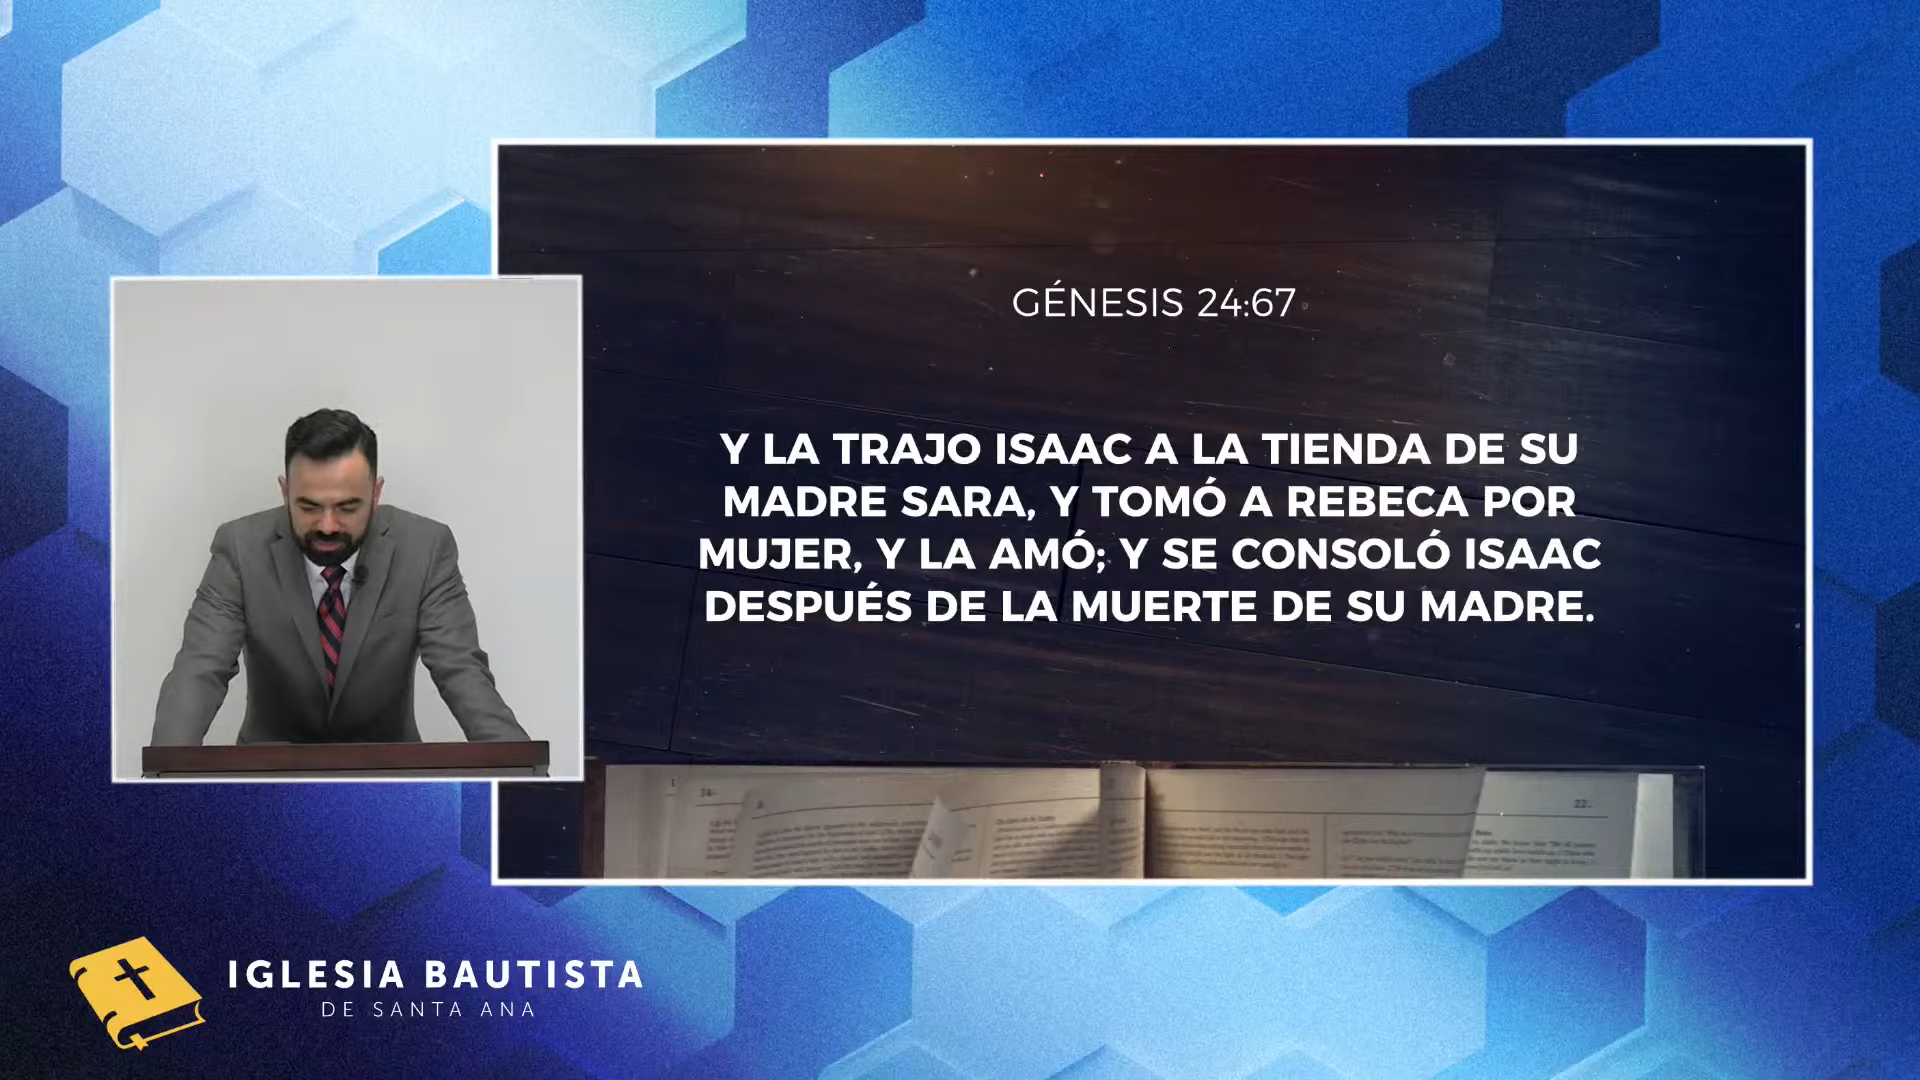 GÉNESIS 24:67
Y LA TRAJO ISAAC A LA TIENDA DE SU
MADRE SARA, Y TOMÓ A REBECA POR
MUJER, Y LA AMÓ; Y SE CONSOLÓ ISAAC
DESPUÉS DE LA MUERTE DE SU MADRE.
IGLESIA BAUTISTA
DE SANTA ANA